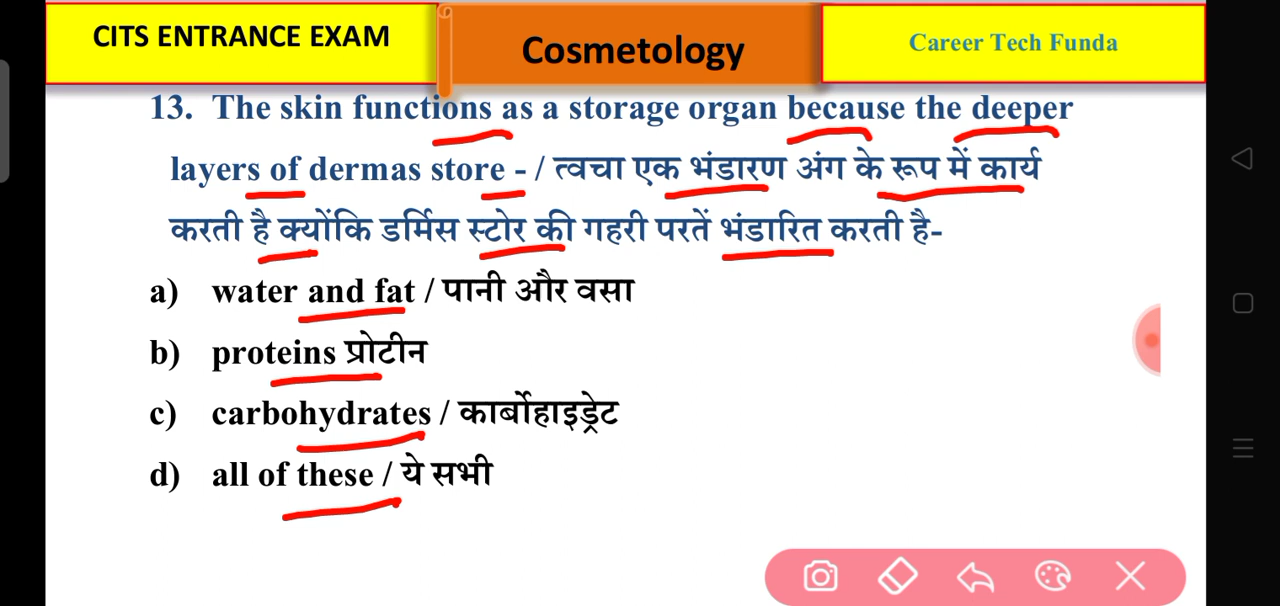 CITS ENTRANCE EXAM
Cosmetology
Career Tech Funda
13. The skin functions as a storage organ because the deeper
layers of dermas store - / त्वचा एक भंडारण अंग के रूप में कार्य
करती है क्योंकि डर्मिस स्टोर की गहरी परतें भंडारित करती है-
a) water and fat / पानी और वसा
b) proteins प्रोटीन
c) carbohydrates / कार्बोहाइड्रेट
d) all of these / ये सभी